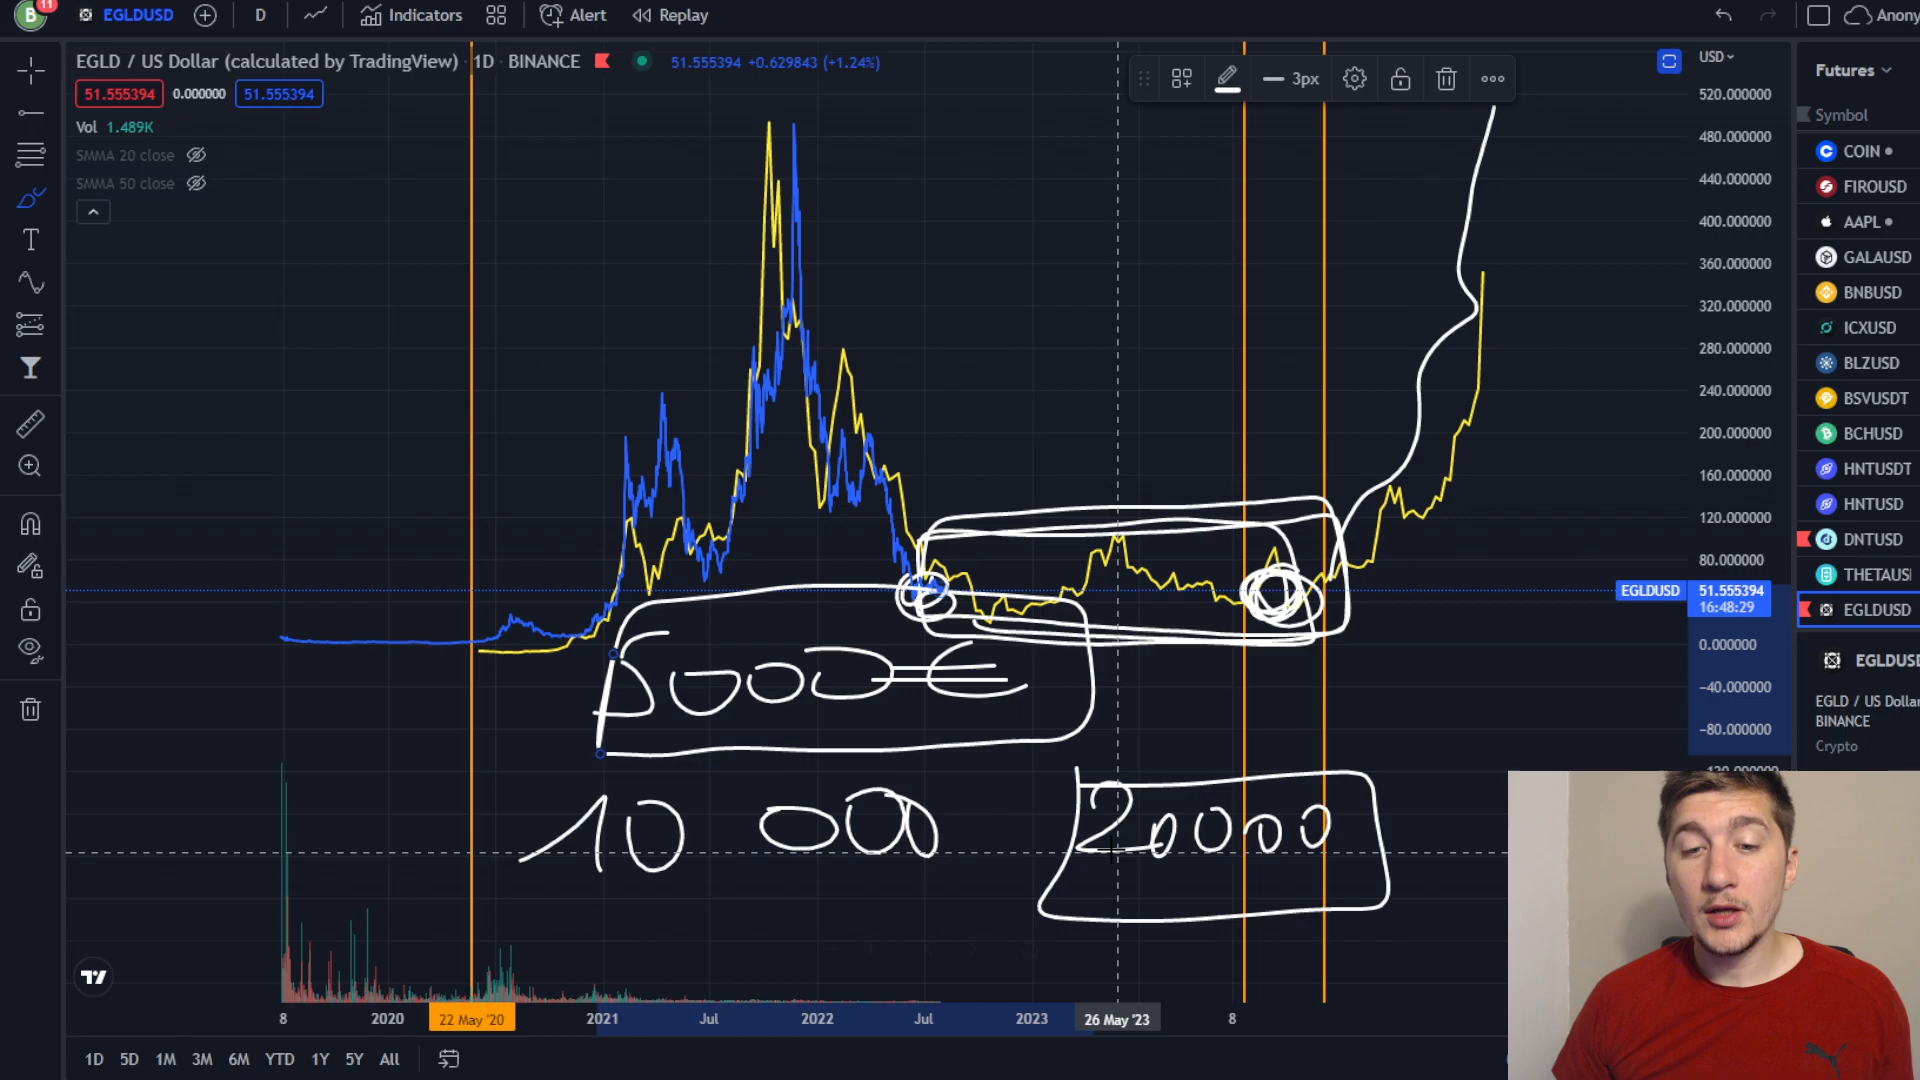 B 11 EGLDUSD D Indicators Alert Replay Anony
EGLD / US Dollar (calculated by TradingView) · 1D · BINANCE 51.555394 +0.629843 (+1.24%)
51.555394 0.000000 51.555394
Vol 1.489K
SMMA 20 close
SMMA 50 close
3px
USD
520.000000
480.000000
440.000000
400.000000
360.000000
320.000000
280.000000
240.000000
200.000000
160.000000
120.000000
80.000000
EGLDUSD 51.555394
16:48:29
0.000000
−40.000000
−80.000000
Futures
Symbol
COIN
FIROUSD
AAPL
GALAUSD
BNBUSD
ICXUSD
BLZUSD
BSVUSDT
BCHUSD
HNTUSDT
HNTUSD
DNTUSD
THETAUSI
EGLDUSD
EGLDUSD
EGLD / US Dollar
BINANCE
Crypto
5000€
10 000
20000
8 2020 22 May '20 2021 Jul 2022 Jul 2023 26 May '23 8
1D 5D 1M 3M 6M YTD 1Y 5Y All